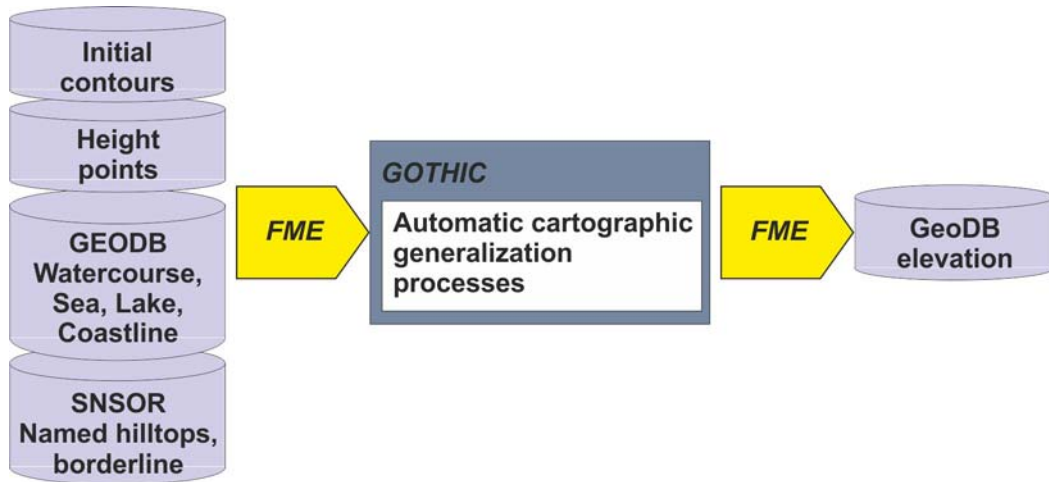 Initial
contours
Height
points
GEODB
Watercourse,
Sea, Lake,
Coastline
SNSOR
Named hilltops,
borderline
FME
GOTHIC
Automatic cartographic
generalization
processes
FME
GeoDB
elevation